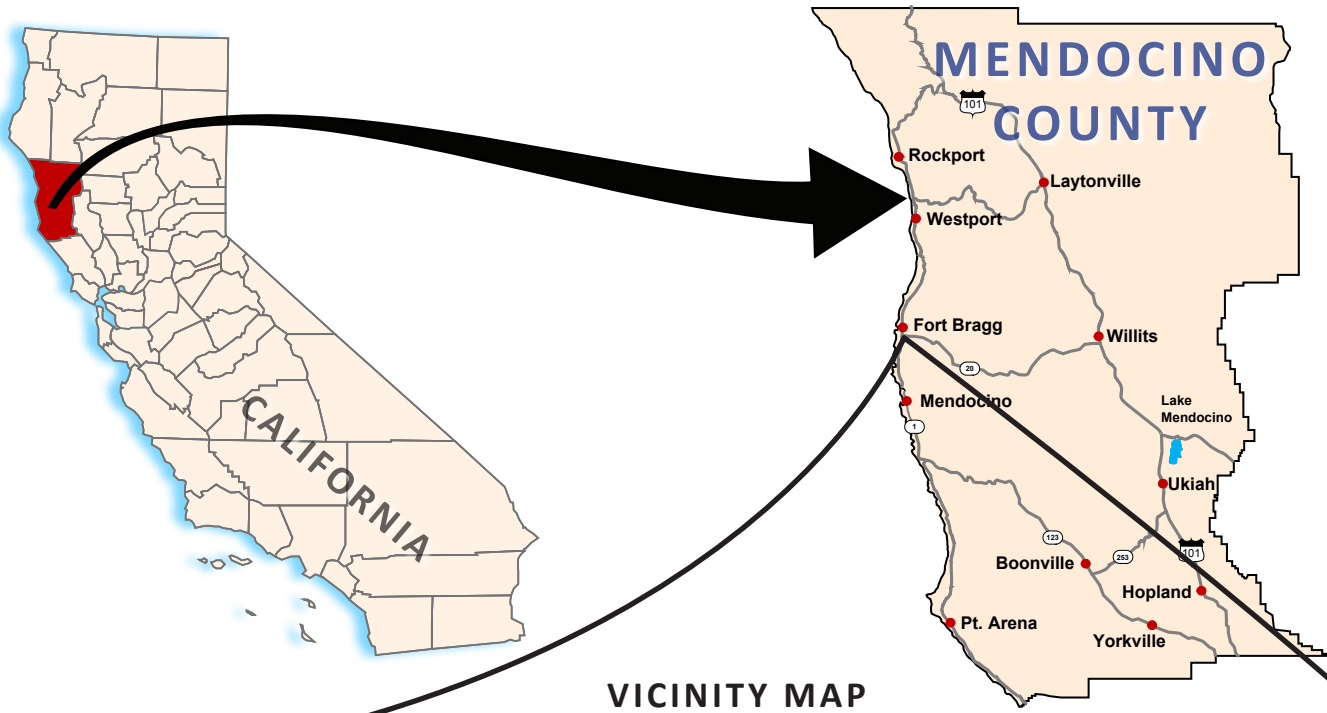 MENDOCINO
COUNTY
101
Rockport
Laytonville
Westport
Fort Bragg
Willits
20
Mendocino
Lake
Mendocino
1
Ukiah
CALIFORNIA
123
253
101
Boonville
Hopland
Pt. Arena
Yorkville
VICINITY MAP